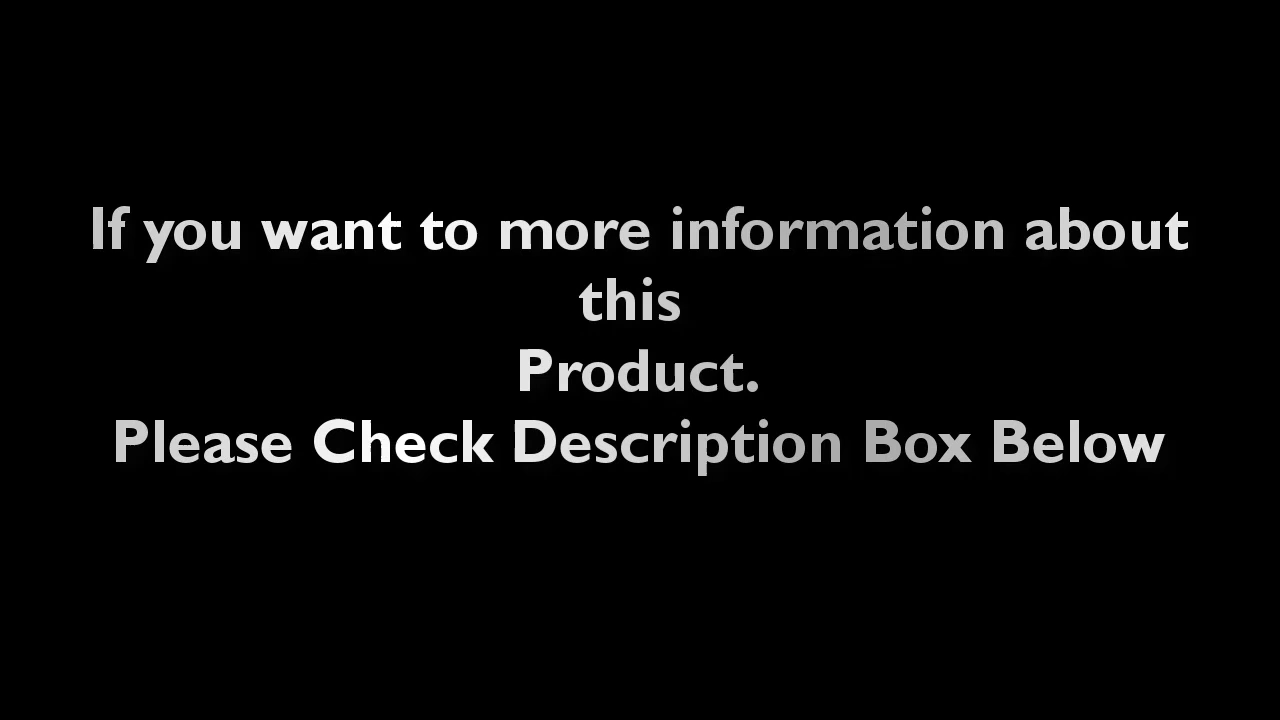 If you want to more information about
this
Product.
Please Check Description Box Below